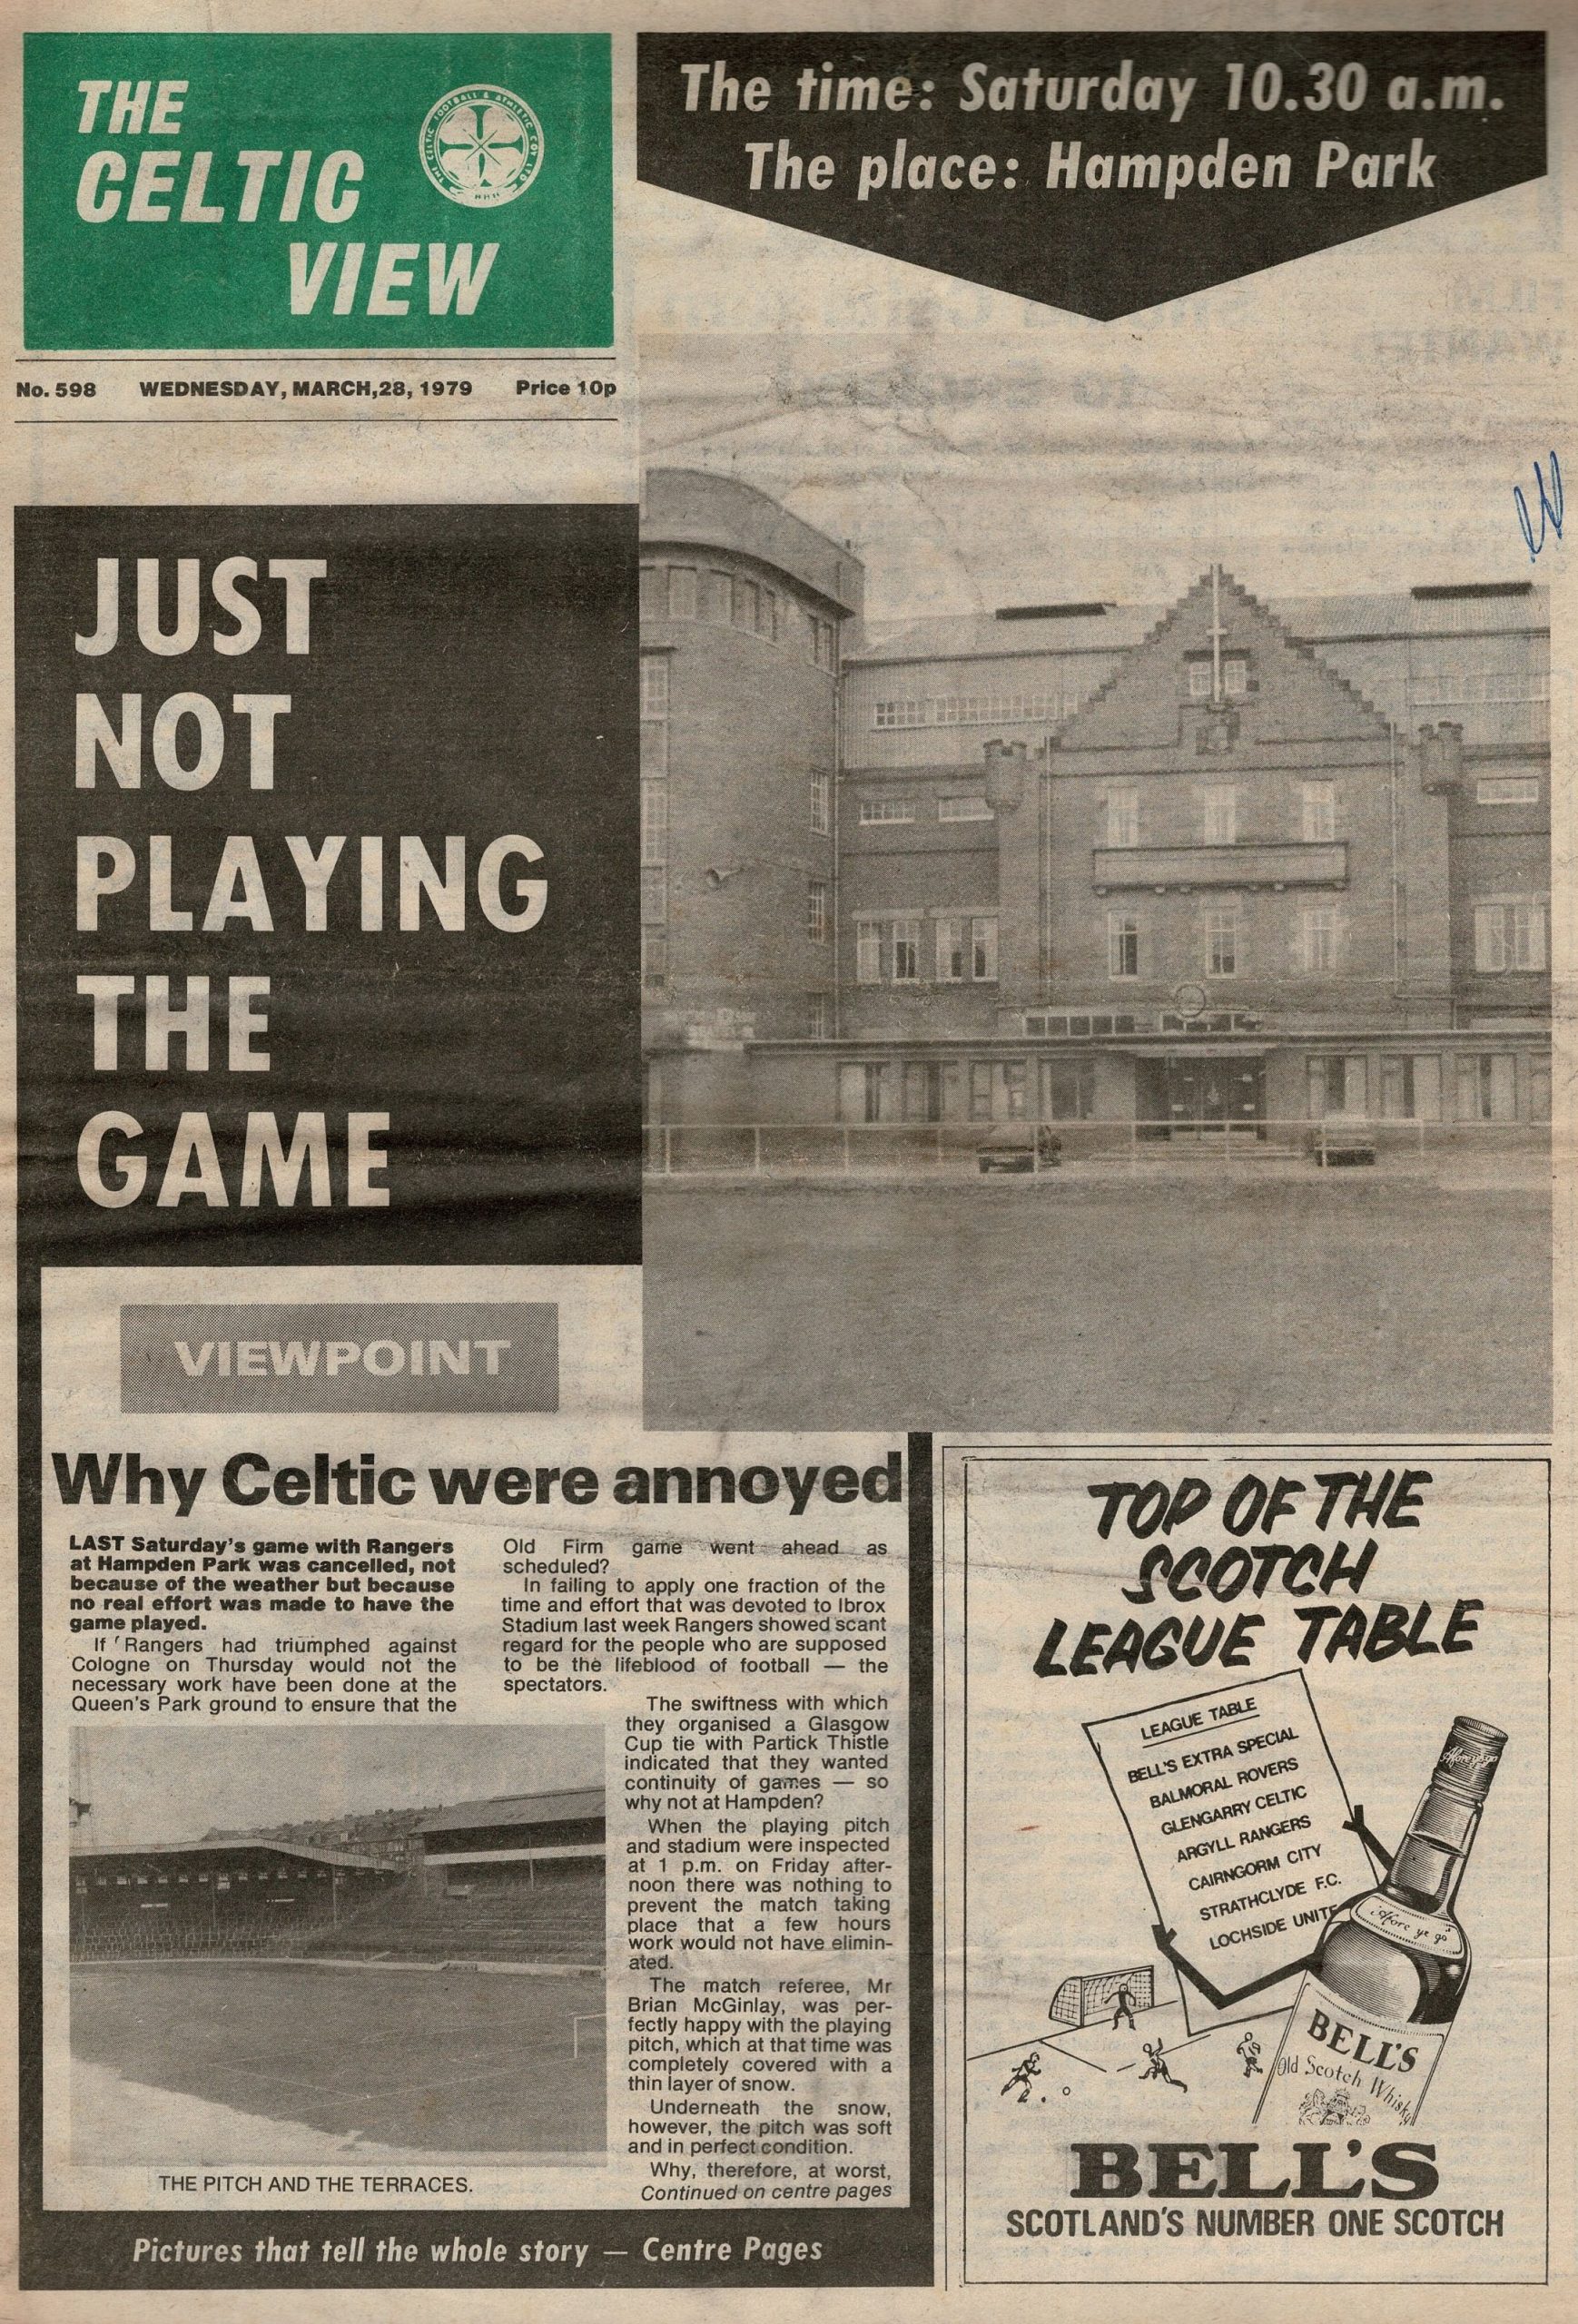 THE
CELTIC
VIEW
THE CELTIC FOOTBALL & ATHLETIC COY LTD
No. 598 WEDNESDAY, MARCH,28, 1979 Price 10p
The time: Saturday 10.30 a.m.
The place: Hampden Park
JUST
NOT
PLAYING
THE
GAME
VIEWPOINT
Why Celtic were annoyed
LAST Saturday's game with Rangers
at Hampden Park was cancelled, not
because of the weather but because
no real effort was made to have the
game played.
If Rangers had triumphed against
Cologne on Thursday would not the
necessary work have been done at the
Queen's Park ground to ensure that the
Old Firm game went ahead as
scheduled?
In failing to apply one fraction of the
time and effort that was devoted to Ibrox
Stadium last week Rangers showed scant
regard for the people who are supposed
to be the lifeblood of football — the
spectators.
The swiftness with which
they organised a Glasgow
Cup tie with Partick Thistle
indicated that they wanted
continuity of games — so
why not at Hampden?
When the playing pitch
and stadium were inspected
at 1 p.m. on Friday after-
noon there was nothing to
prevent the match taking
place that a few hours
work would not have elimin-
ated.
The match referee, Mr
Brian McGinlay, was per-
fectly happy with the playing
pitch, which at that time was
completely covered with a
thin layer of snow.
Underneath the snow,
however, the pitch was soft
and in perfect condition.
Why, therefore, at worst,
Continued on centre pages
THE PITCH AND THE TERRACES.
Pictures that tell the whole story — Centre Pages
TOP OF THE
SCOTCH
LEAGUE TABLE
LEAGUE TABLE
BELL'S EXTRA SPECIAL
BALMORAL ROVERS
GLENGARRY CELTIC
ARGYLL RANGERS
CAIRNGORM CITY
STRATHCLYDE F.C.
LOCHSIDE UNITE
Afore ye go
"Afore ye go"
BELL'S
Old Scotch Whisky
BELL'S
SCOTLAND'S NUMBER ONE SCOTCH